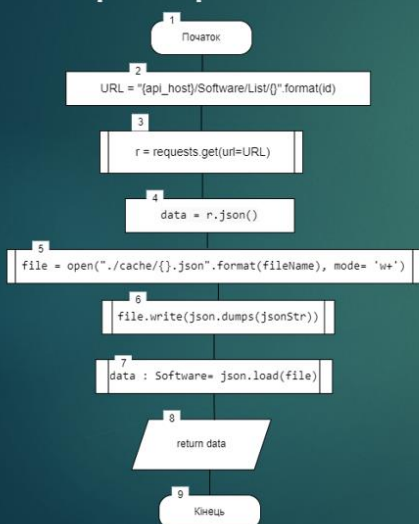 1
Початок
2
URL = "{api_host}/Software/List/{}".format(id)
3
r = requests.get(url=URL)
4
data = r.json()
5
file = open("./cache/{}.json".format(fileName), mode= 'w+')
6
file.write(json.dumps(jsonStr))
7
data : Software= json.load(file)
8
return data
9
Кінець